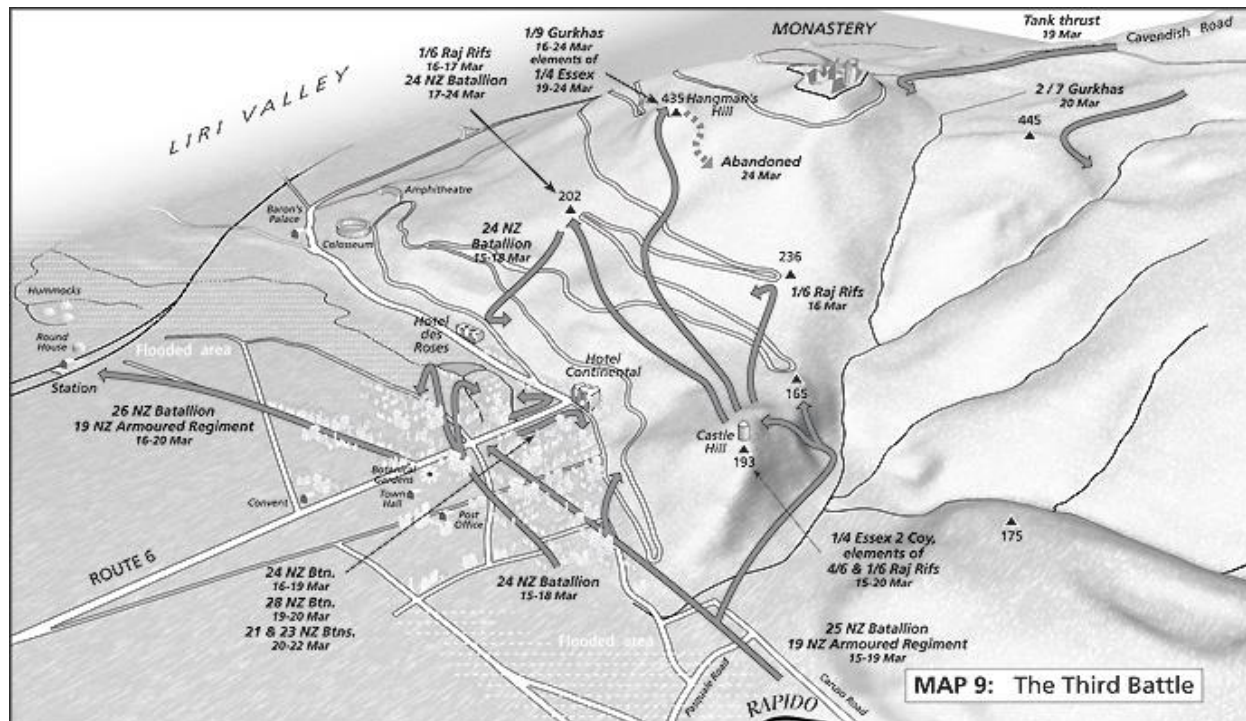 MONASTERY
Tank thrust
19 Mar
Cavendish Road
1/9 Gurkhas
16-24 Mar
elements of
1/4 Essex
19-24 Mar
1/6 Raj Rifs
16-17 Mar
24 NZ Batallion
17-24 Mar
LIRI VALLEY
435
Hangman's
Hill
2/7 Gurkhas
20 Mar
445
Abandoned
24 Mar
202
Amphitheatre
Baron's
Palace
Colosseum
24 NZ
Batallion
15-18 Mar
236
1/6 Raj Rifs
16 Mar
Hummocks
Round
House
Station
Flooded area
Hotel
des
Roses
Hotel
Continental
165
26 NZ Batallion
19 NZ Armoured Regiment
16-20 Mar
Castle
Hill
193
Botanical
Gardens
Town
Hall
Convent
Post
Office
175
ROUTE 6
24 NZ Btn.
16-19 Mar
28 NZ Btn.
19-20 Mar
21 & 23 NZ Btns.
20-22 Mar
24 NZ Batallion
15-18 Mar
1/4 Essex 2 Coy,
elements of
4/6 & 1/6 Raj Rifs
15-20 Mar
Flooded area
25 NZ Batallion
19 NZ Armoured Regiment
15-19 Mar
Pasquale Road
Caruso Road
RAPIDO
MAP 9: The Third Battle